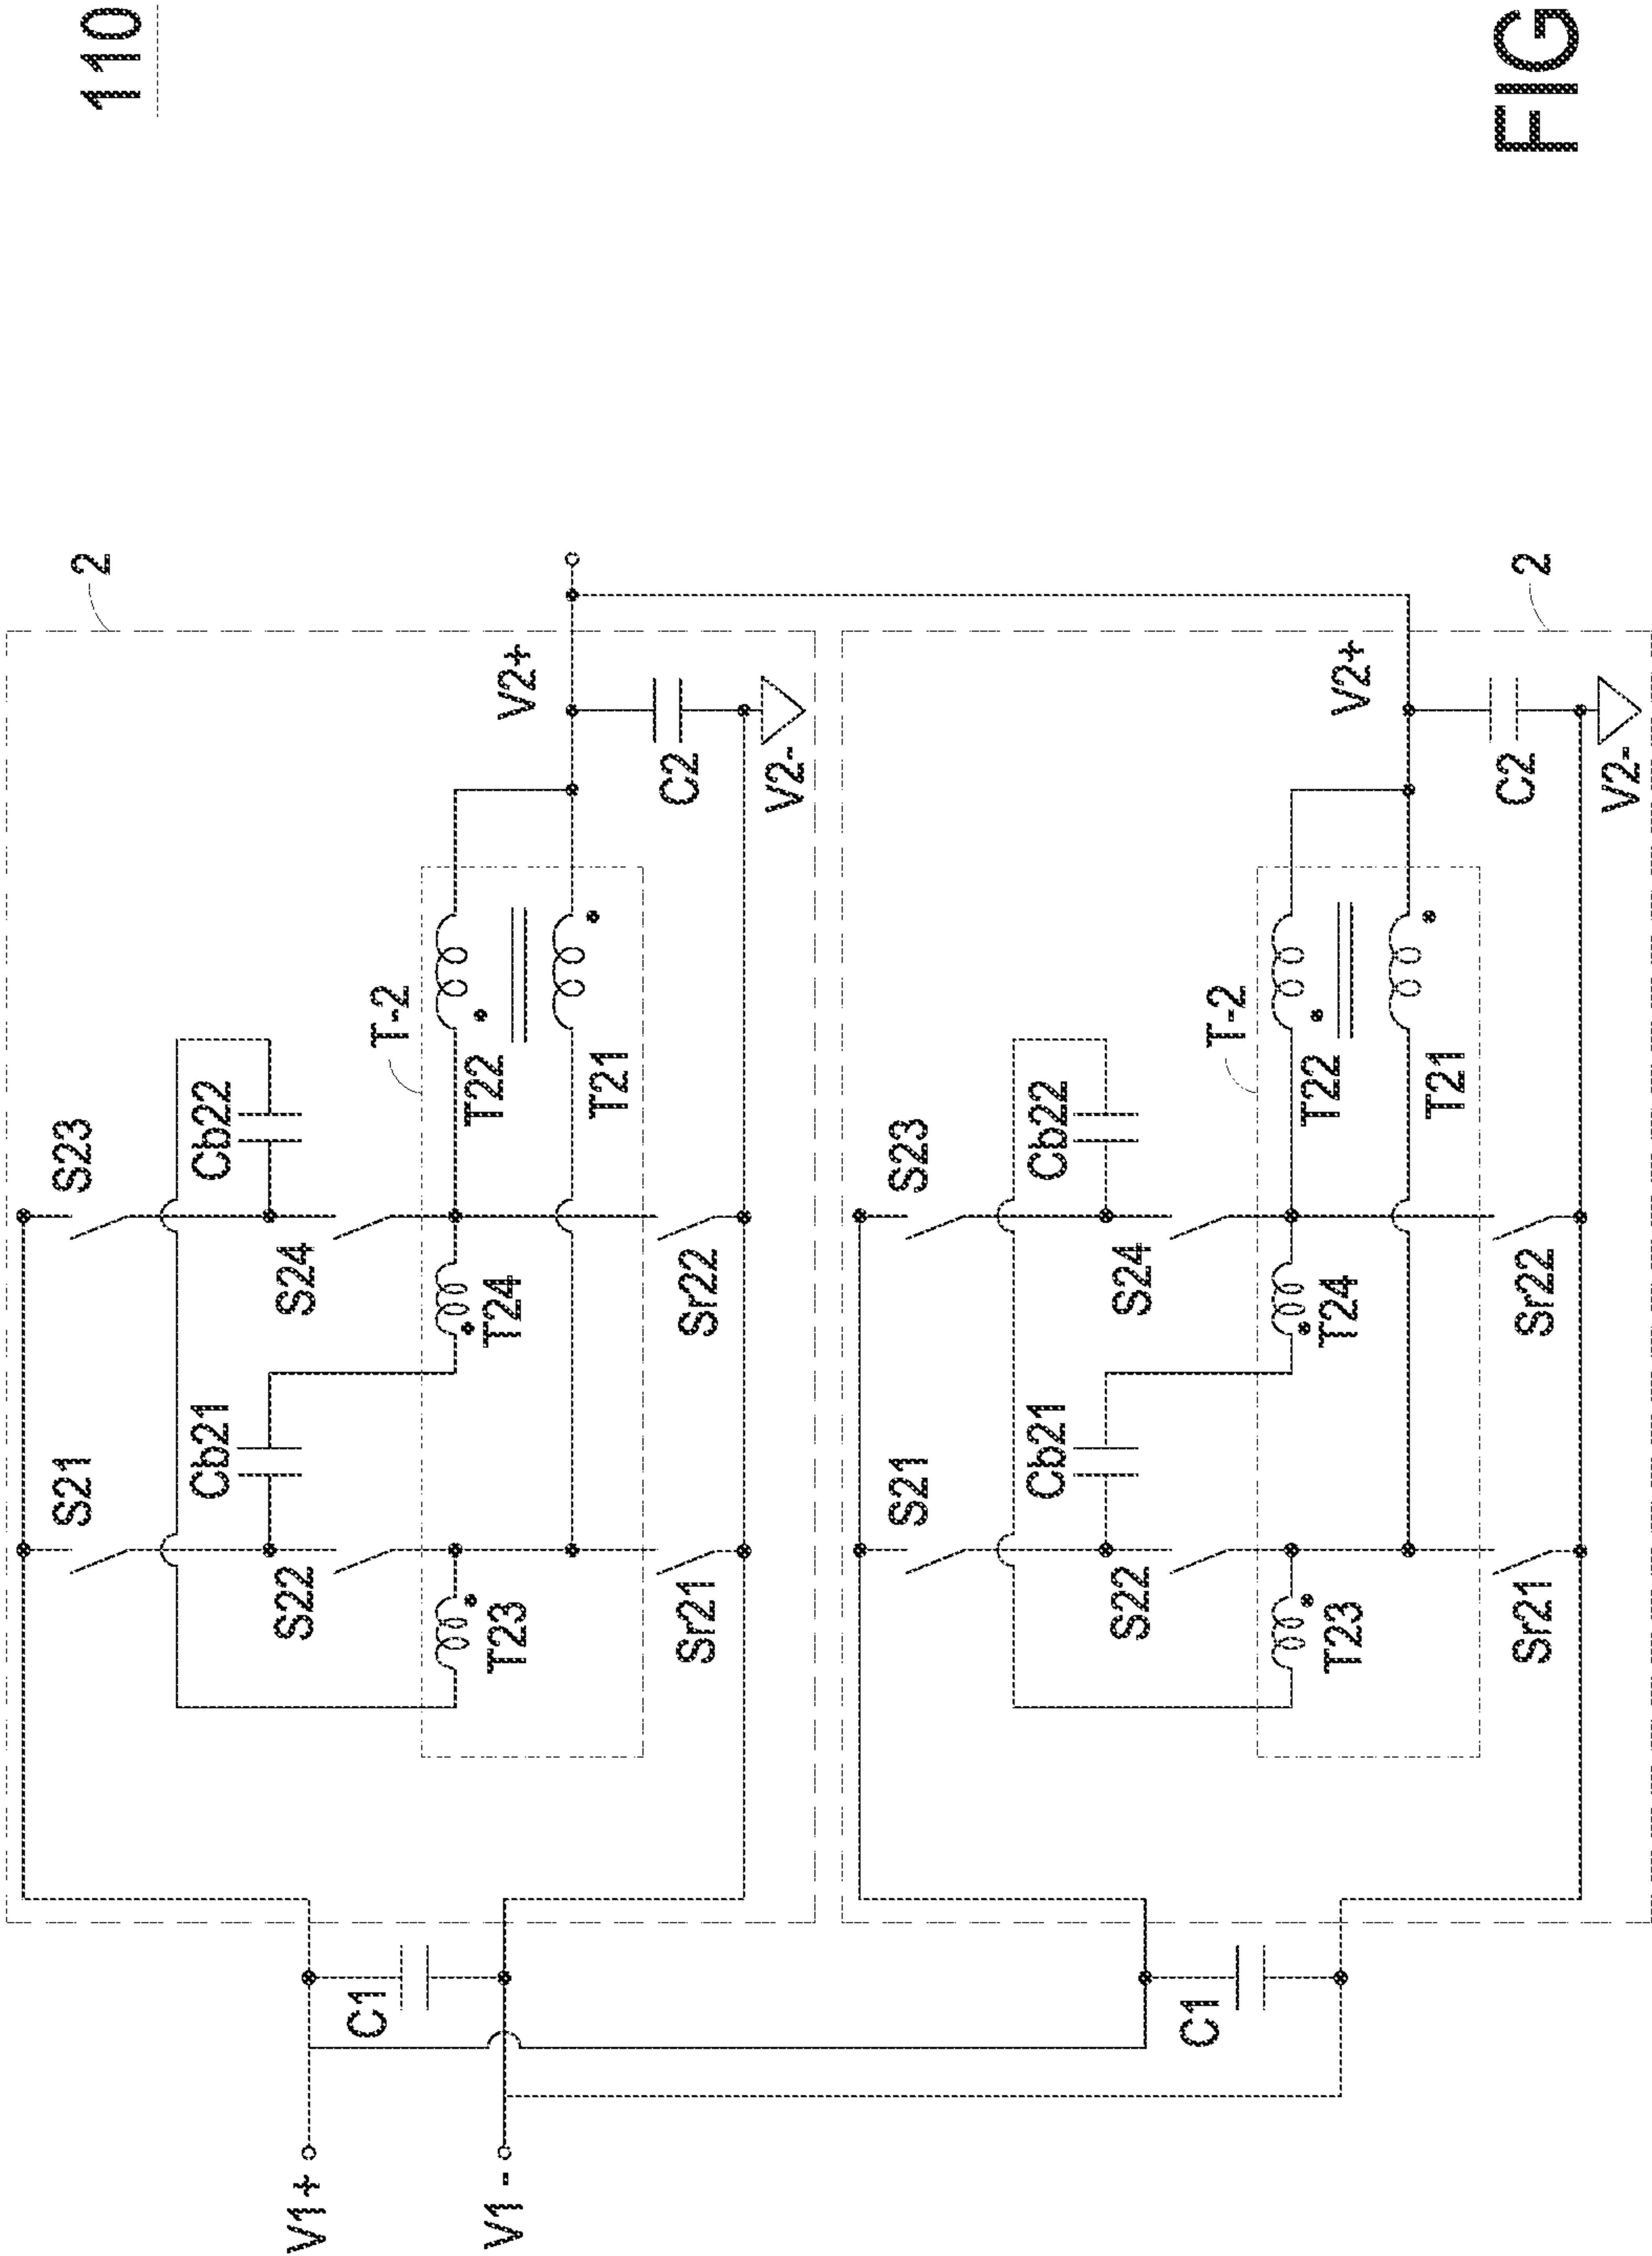 110
2
S21
S23
Cb21
Cb22
S22
S24
T-2
T23
T24
T22
T21
V2+
Sr21
Sr22
C2
V2-
V1+
C1
V1 -
2
S21
S23
Cb21
Cb22
S22
S24
T-2
T23
T24
T22
T21
V2+
Sr21
Sr22
C2
V2-
C1
FIG